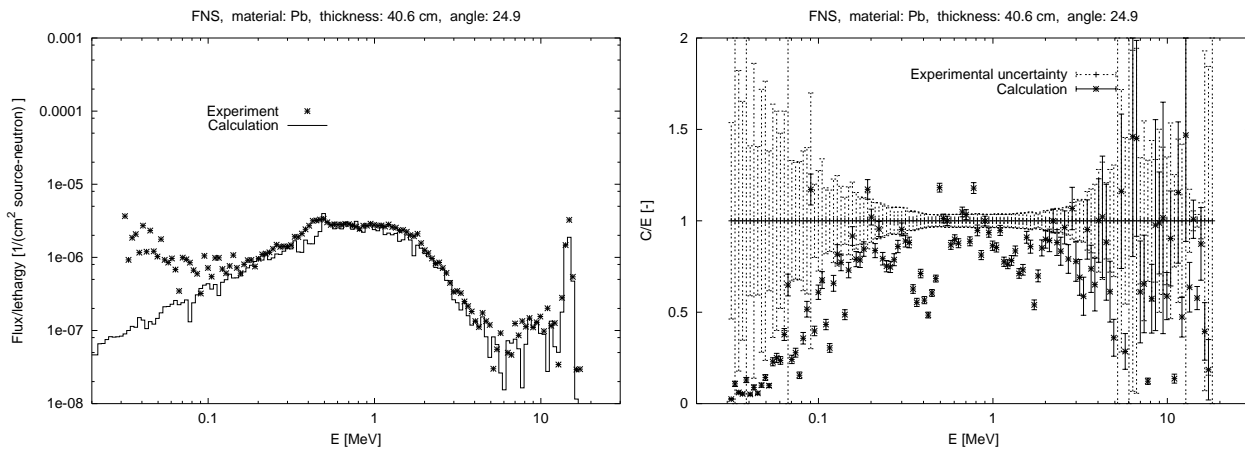 FNS, material: Pb, thickness: 40.6 cm, angle: 24.9
0.001
0.0001
1e-05
1e-06
1e-07
1e-08
Flux/lethargy [1/(cm² source-neutron) ]
Experiment
Calculation
0.1
1
10
E [MeV]
FNS, material: Pb, thickness: 40.6 cm, angle: 24.9
2
1.5
1
0.5
0
C/E [-]
Experimental uncertainty
Calculation
0.1
1
10
E [MeV]